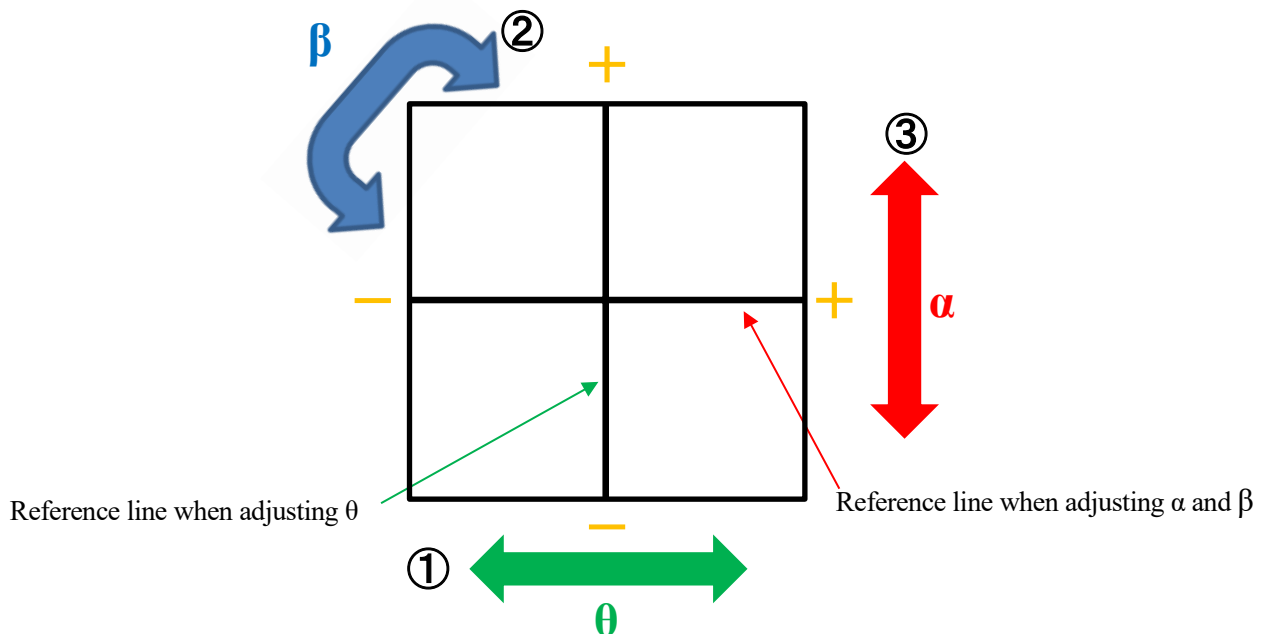 β
②
+
③
−
+
α
Reference line when adjusting θ
Reference line when adjusting α and β
−
①
θ